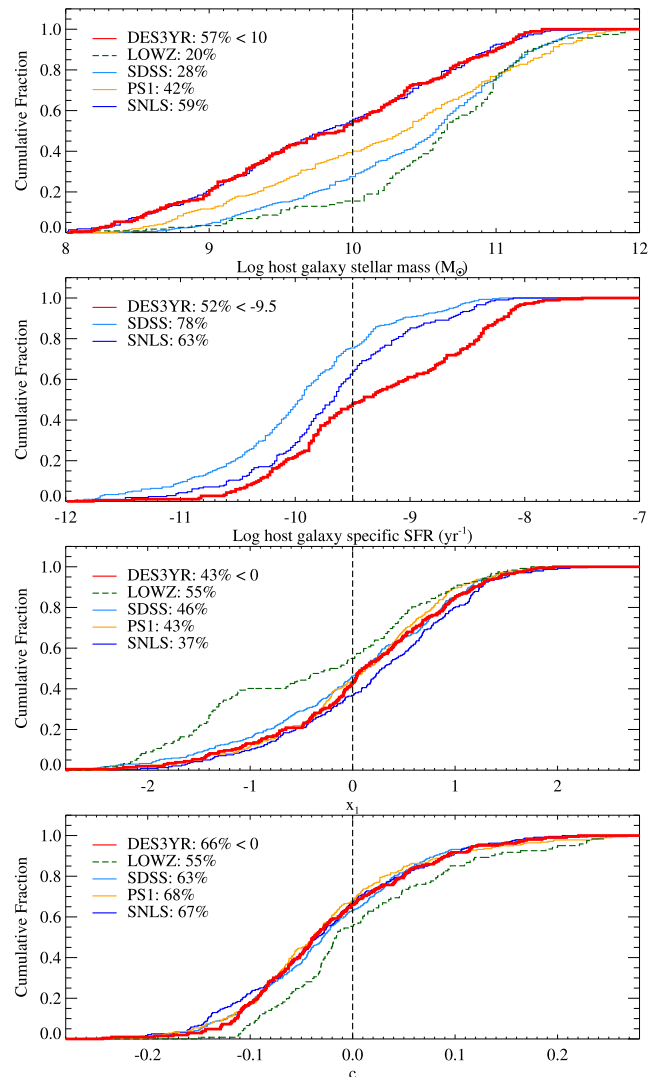 DES3YR: 57% < 10
LOWZ: 20%
SDSS: 28%
PS1: 42%
SNLS: 59%
Cumulative Fraction
1.0
0.8
0.6
0.4
0.2
0.0
8 9 10 11 12
Log host galaxy stellar mass (M☉)
DES3YR: 52% < -9.5
SDSS: 78%
SNLS: 63%
Cumulative Fraction
1.0
0.8
0.6
0.4
0.2
0.0
-12 -11 -10 -9 -8 -7
Log host galaxy specific SFR (yr⁻¹)
DES3YR: 43% < 0
LOWZ: 55%
SDSS: 46%
PS1: 43%
SNLS: 37%
Cumulative Fraction
1.0
0.8
0.6
0.4
0.2
0.0
-2 -1 0 1 2
x₁
DES3YR: 66% < 0
LOWZ: 55%
SDSS: 63%
PS1: 68%
SNLS: 67%
Cumulative Fraction
1.0
0.8
0.6
0.4
0.2
0.0
-0.2 -0.1 0.0 0.1 0.2
c